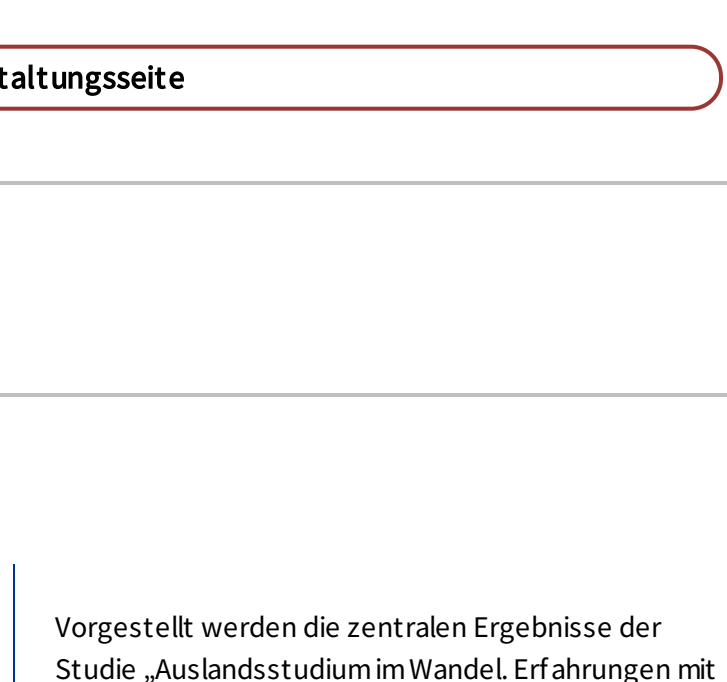 taltungsseite
Vorgestellt werden die zentralen Ergebnisse der
Studie „Auslandsstudium im Wandel. Erfahrungen mit